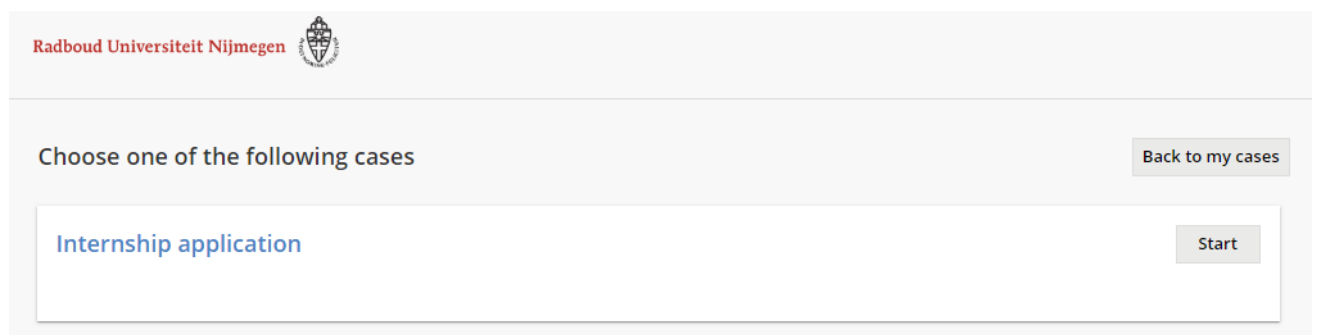 Radboud Universiteit Nijmegen
Choose one of the following cases
Back to my cases
Internship application
Start